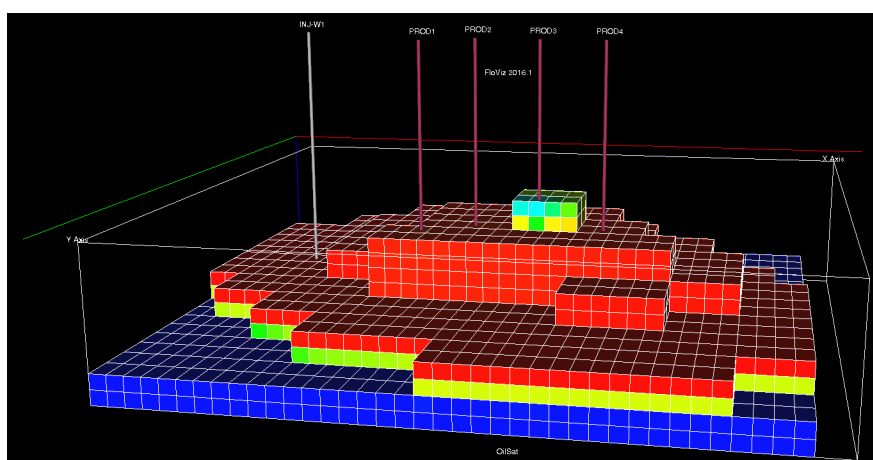 INJ-W1
PROD1
PROD2
PROD3
PROD4
FloViz 2016.1
X Axis
Y Axis
OilSat